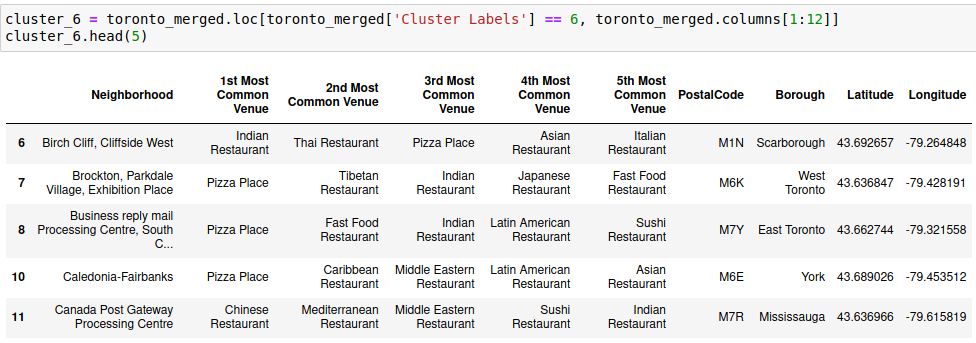 cluster_6 = toronto_merged.loc[toronto_merged['Cluster Labels'] == 6, toronto_merged.columns[1:12]]
cluster_6.head(5)
Neighborhood 1st Most Common Venue 2nd Most Common Venue 3rd Most Common Venue 4th Most Common Venue 5th Most Common Venue PostalCode Borough Latitude Longitude
6 Birch Cliff, Cliffside West Indian Restaurant Thai Restaurant Pizza Place Asian Restaurant Italian Restaurant M1N Scarborough 43.692657 -79.264848
7 Brockton, Parkdale Village, Exhibition Place Pizza Place Tibetan Restaurant Indian Restaurant Japanese Restaurant Fast Food Restaurant M6K West Toronto 43.636847 -79.428191
8 Business reply mail Processing Centre, South C... Pizza Place Fast Food Restaurant Indian Restaurant Latin American Restaurant Sushi Restaurant M7Y East Toronto 43.662744 -79.321558
10 Caledonia-Fairbanks Pizza Place Caribbean Restaurant Middle Eastern Restaurant Latin American Restaurant Asian Restaurant M6E York 43.689026 -79.453512
11 Canada Post Gateway Processing Centre Chinese Restaurant Mediterranean Restaurant Middle Eastern Restaurant Sushi Restaurant Indian Restaurant M7R Mississauga 43.636966 -79.615819